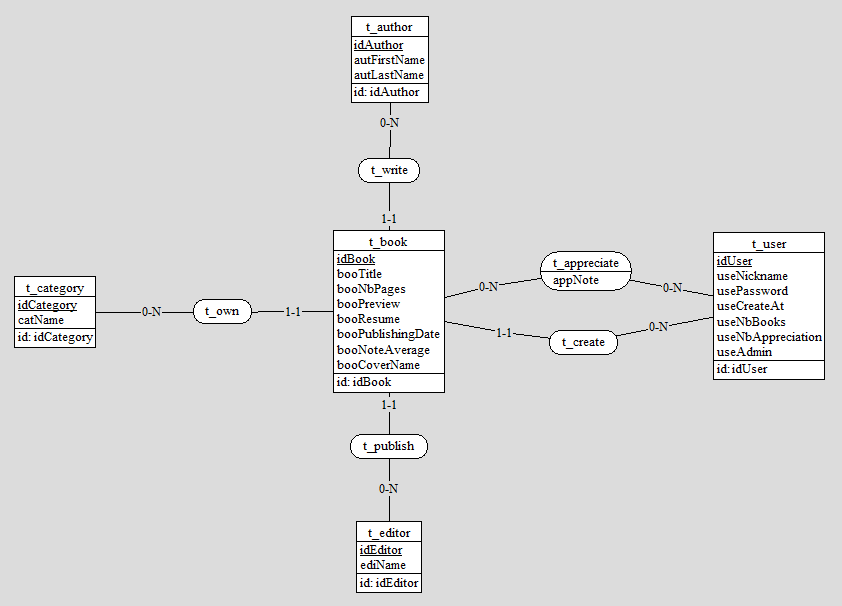 t_author
idAuthor
autFirstName
autLastName
id: idAuthor
0-N
t_write
1-1
t_book
idBook
booTitle
booNbPages
booPreview
booResume
booPublishingDate
booNoteAverage
booCoverName
id: idBook
t_category
idCategory
catName
id: idCategory
0-N
t_own
1-1
0-N
t_appreciate
appNote
0-N
1-1
t_create
0-N
t_user
idUser
useNickname
usePassword
useCreateAt
useNbBooks
useNbAppreciation
useAdmin
id: idUser
1-1
t_publish
0-N
t_editor
idEditor
ediName
id: idEditor